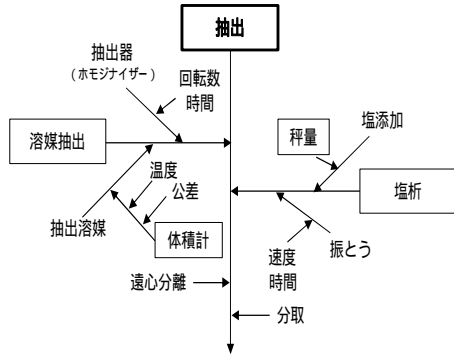 抽出
抽出器
(ホモジナイザー)
回転数
時間
溶媒抽出
秤量
塩添加
温度
公差
塩析
抽出溶媒
体積計
振とう
速度
時間
遠心分離
分取